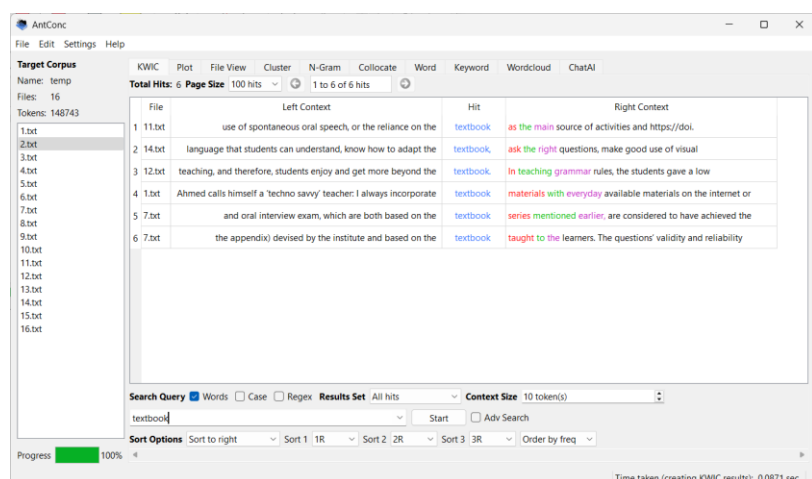 AntConc
File Edit Settings Help
Target Corpus
Name: temp
Files: 16
Tokens: 148743
1.txt
2.txt
3.txt
4.txt
5.txt
6.txt
7.txt
8.txt
9.txt
10.txt
11.txt
12.txt
13.txt
14.txt
15.txt
16.txt
Progress 100%
KWIC Plot File View Cluster N-Gram Collocate Word Keyword Wordcloud ChatAI
Total Hits: 6 Page Size 100 hits 1 to 6 of 6 hits
File Left Context Hit Right Context
1 11.txt use of spontaneous oral speech, or the reliance on the textbook as the main source of activities and https://doi.
2 14.txt language that students can understand, know how to adapt the textbook, ask the right questions, make good use of visual
3 12.txt teaching, and therefore, students enjoy and get more beyond the textbook. In teaching grammar rules, the students gave a low
4 1.txt Ahmed calls himself a 'techno savvy' teacher: I always incorporate textbook materials with everyday available materials on the internet or
5 7.txt and oral interview exam, which are both based on the textbook series mentioned earlier, are considered to have achieved the
6 7.txt the appendix) devised by the institute and based on the textbook taught to the learners. The questions' validity and reliability
Search Query Words Case Regex Results Set All hits Context Size 10 token(s)
textbook Start Adv Search
Sort Options Sort to right Sort 1 1R Sort 2 2R Sort 3 3R Order by freq
Time taken (creating KWIC results): 0.0871 sec